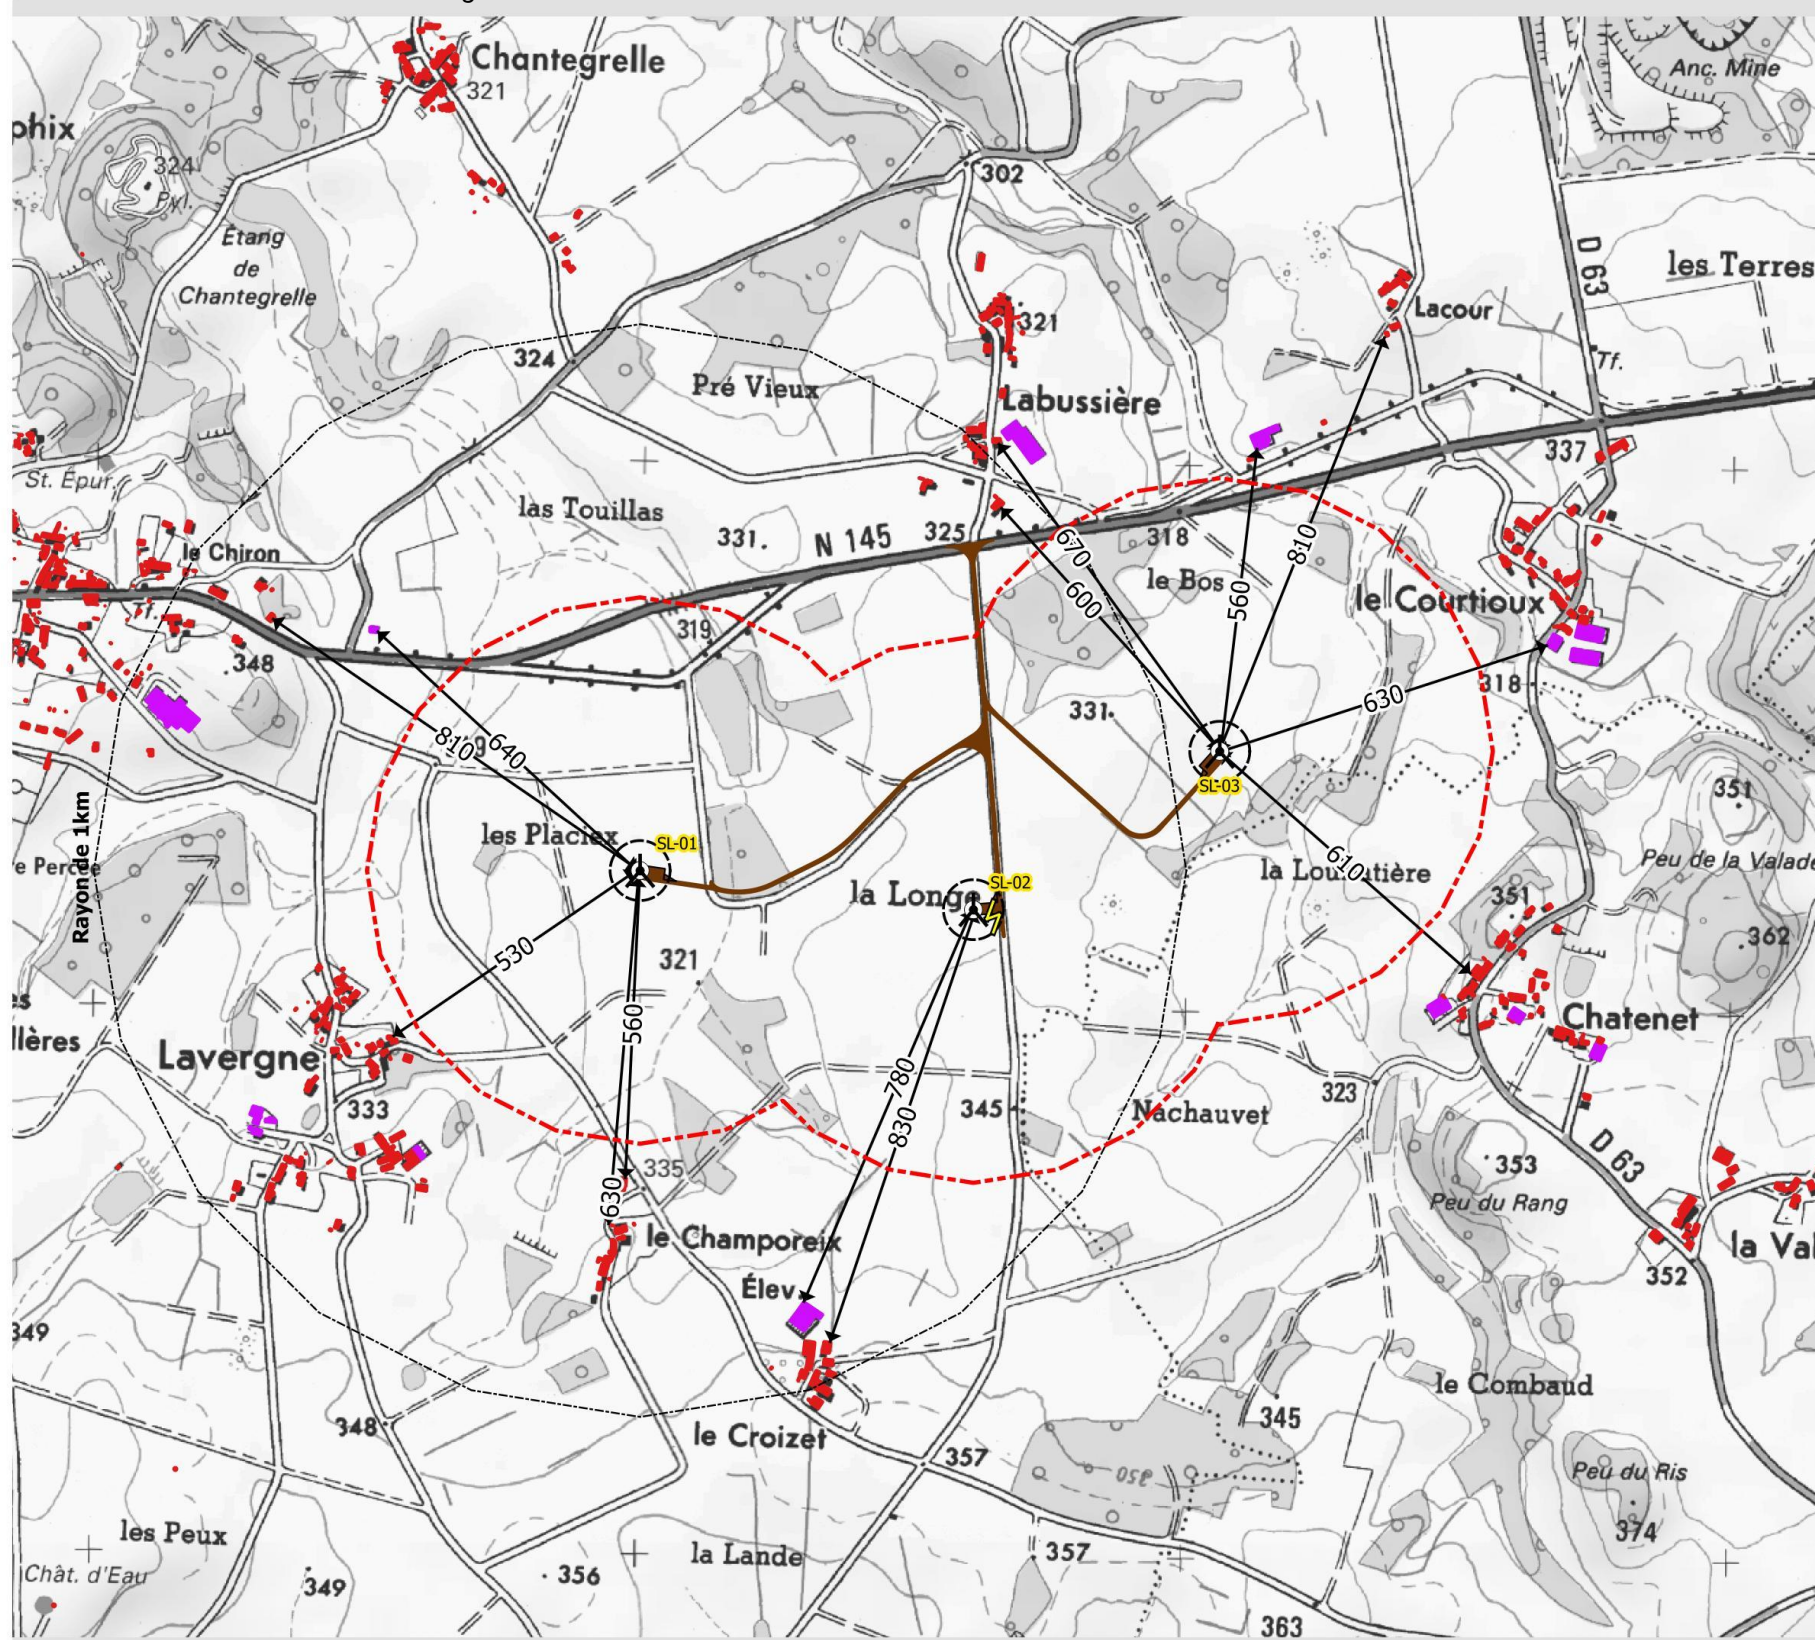 Chantegrelle
321
Anc. Mine
phix
324
Pyl.
302
Étang
de
Chantegrelle
D 63
les Terres
321
Lacour
324
Tf.
Pré Vieux
Labussière
337
St. Épur.
las Touillas
331.
N 145
325
318
670
810
le Chiron
le Bos
600
560
le Courtioux
Tf.
319
348
318
630
331.
810
640
SL-03
351
Rayon de 1km
les Placiex
SL-01
610
Peu de la Valade
e Percée
la Longe
SL-02
351
362
530
321
560
Chatenet
llères
Lavergne
780
323
333
345
Nachauvet
830
D 63
335
353
630
Peu du Rang
le Champoreix
la Val
Élev.
352
349
le Combaud
348
345
le Croizet
357
350
Peu du Ris
374
les Peux
la Lande
357
Chât. d'Eau
349
356
363